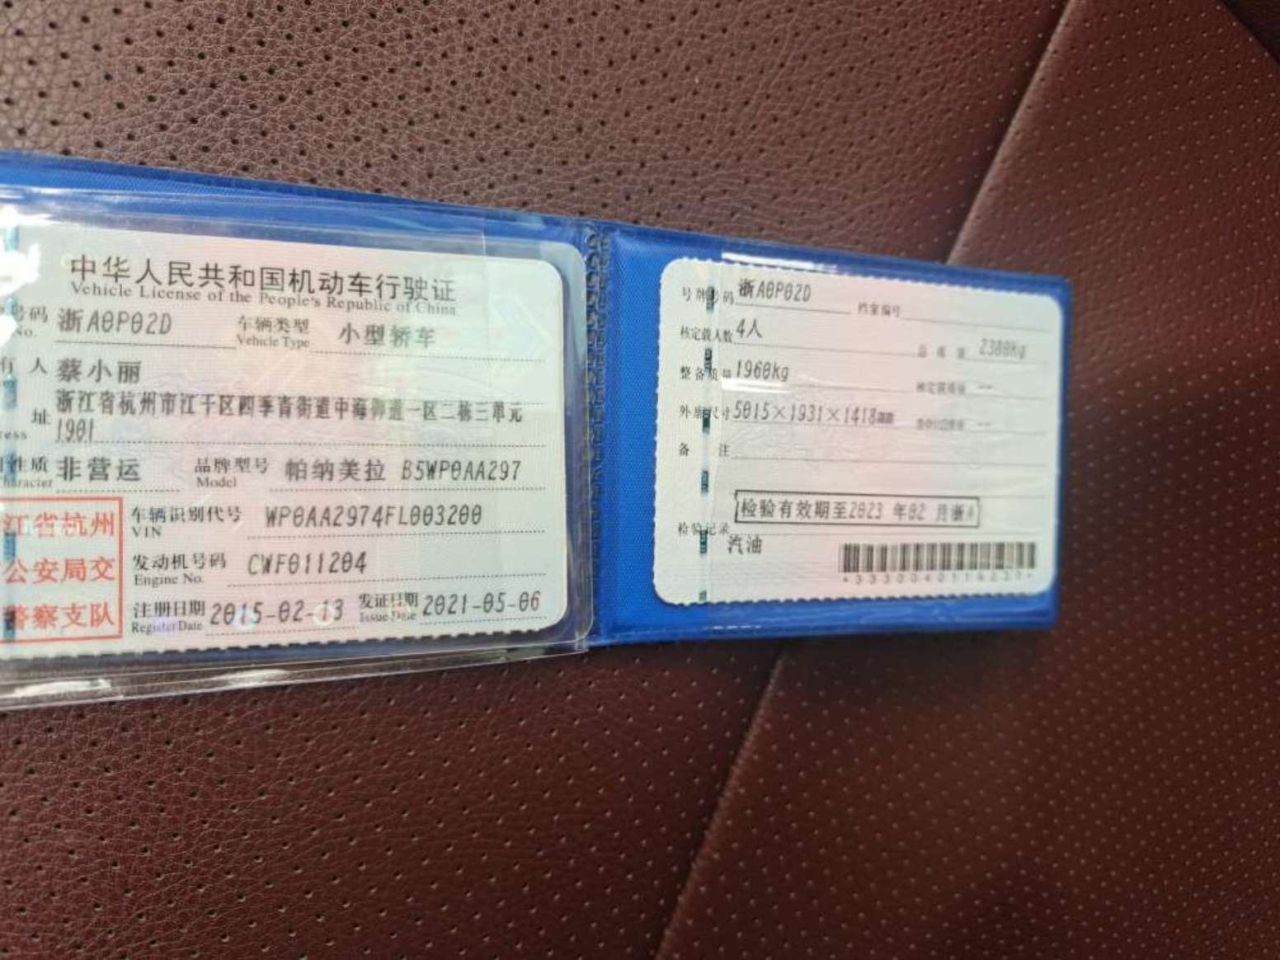 中华人民共和国机动车行驶证
Vehicle License of the People's Republic of China
号码 浙A0P02D 车辆类型 小型轿车
No. Vehicle Type
有 人 蔡小丽
址 浙江省杭州市江干区四季青街道中海御道一区二栋三单元
1901
性质 非营运 品牌型号 帕纳美拉 B5WP0AA297
Character Model
江省杭州
公安局交
警察支队
车辆识别代号 WP0AA2974FL003200
VIN
发动机号码 CWF011204
Engine No.
注册日期 2015-02-13 发证日期 2021-05-06
Register Date Issue Date
号牌号码 浙A0P02D 档案编号
核定载人数 4人 总质量 2380kg
整备质量 1960kg 核定载质量 --
外廓尺寸 5015×1931×1418mm --
备 注
检验有效期至2023 年02 月浙A
检验记录
汽油